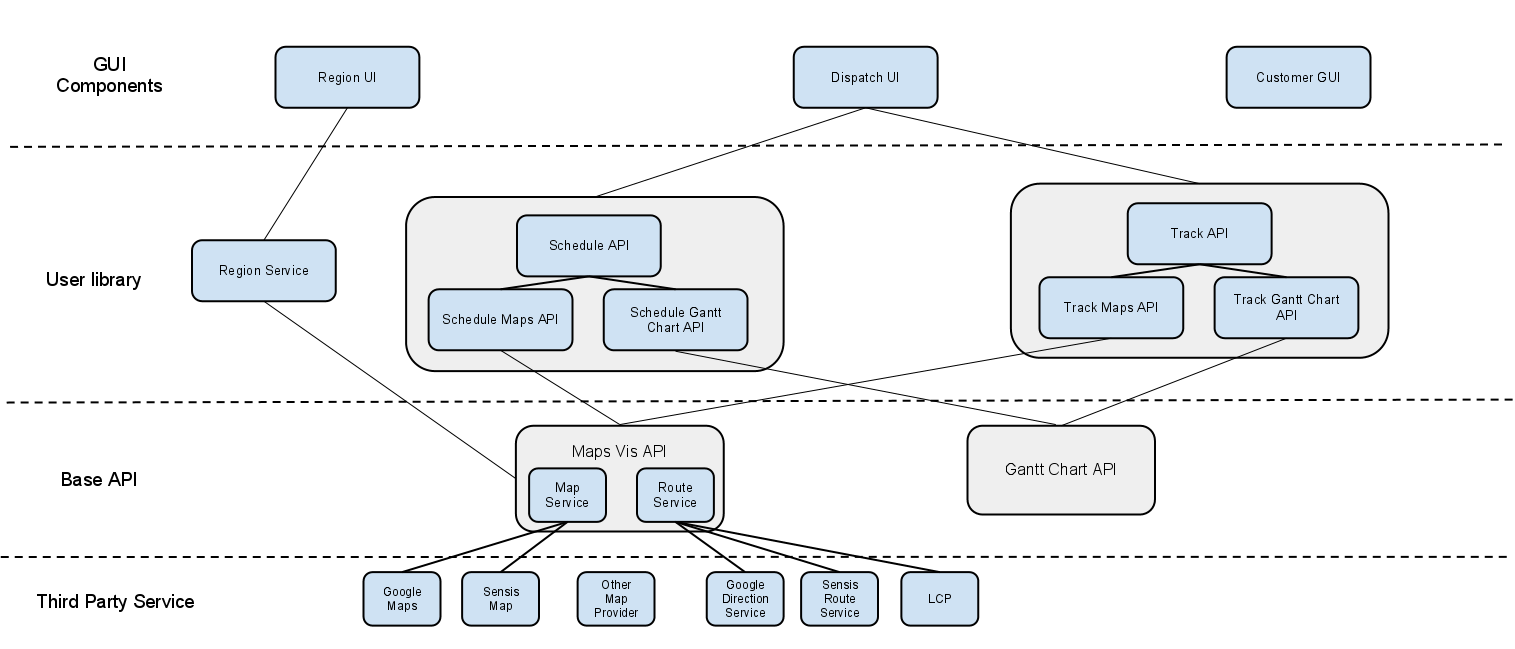 GUI
Components
Region UI
Dispatch UI
Customer GUI
User library
Region Service
Schedule API
Schedule Maps API
Schedule Gantt
Chart API
Track API
Track Maps API
Track Gantt Chart
API
Base API
Maps Vis API
Map
Service
Route
Service
Gantt Chart API
Third Party Service
Google
Maps
Sensis
Map
Other
Map
Provider
Google
Direction
Service
Sensis
Route
Service
LCP